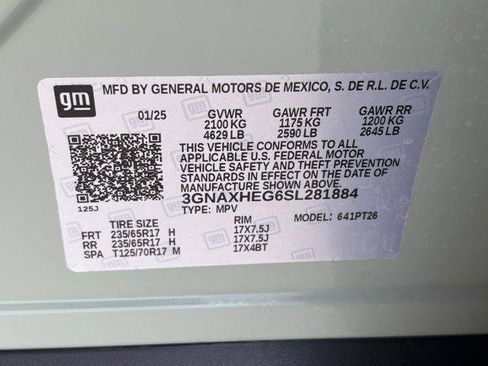 gm
MFD BY GENERAL MOTORS DE MEXICO, S. DE R.L. DE C.V.
01/25 GVWR GAWR FRT GAWR RR
2100 KG 1175 KG 1200 KG
4629 LB 2590 LB 2645 LB
THIS VEHICLE CONFORMS TO ALL
APPLICABLE U.S. FEDERAL MOTOR
VEHICLE SAFETY AND THEFT PREVENTION
STANDARDS IN EFFECT ON THE DATE OF
MANUFACTURE SHOWN ABOVE.
3GNAXHEG6SL281884
125J
TYPE: MPV MODEL: 641PT26
TIRE SIZE RIM
FRT 235/65R17 H 17X7.5J
RR 235/65R17 H 17X7.5J
SPA T125/70R17 M 17X4BT